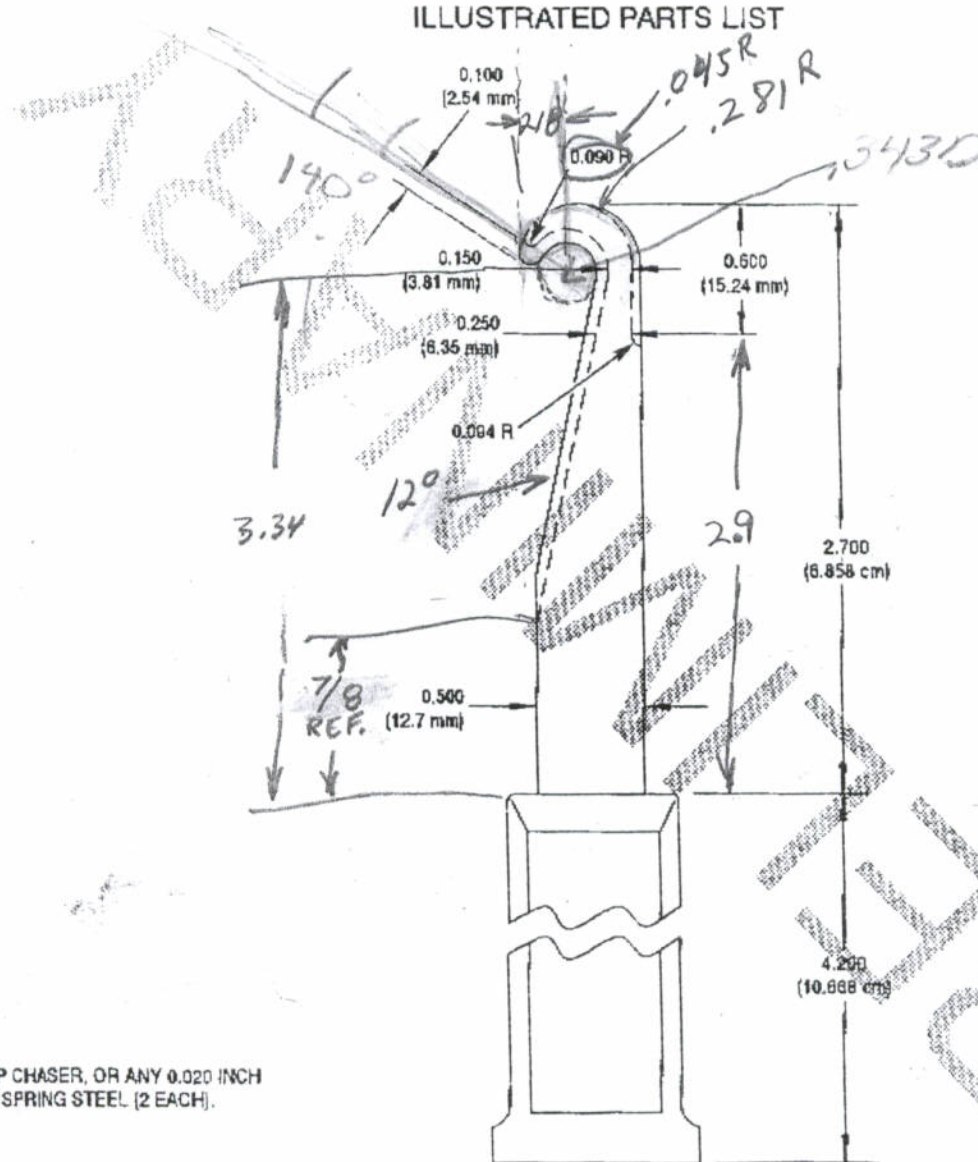 ILLUSTRATED PARTS LIST
.045 R
.281 R
0.100
(2.54 mm)
.218
0.090 R
.343 D
140°
0.150
(3.81 mm)
0.600
(15.24 mm)
0.250
(6.35 mm)
0.094 R
12°
3.34
2.9
2.700
(6.858 cm)
7/8
REF.
0.500
(12.7 mm)
4.200
(10.668 cm)
P CHASER, OR ANY 0.020 INCH
SPRING STEEL (2 EACH).